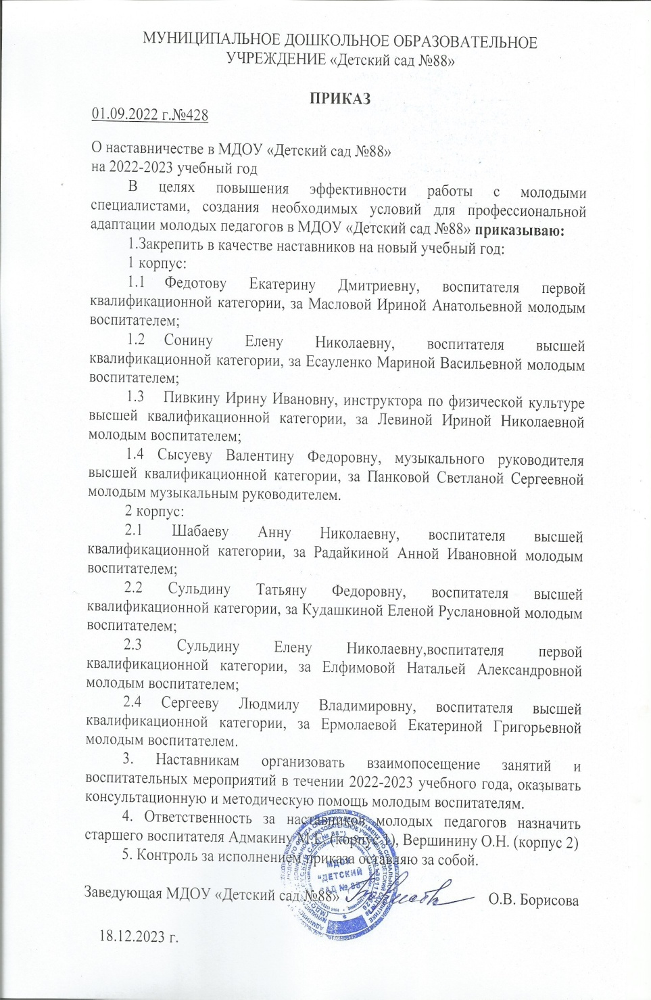 МУНИЦИПАЛЬНОЕ ДОШКОЛЬНОЕ ОБРАЗОВАТЕЛЬНОЕ
УЧРЕЖДЕНИЕ «Детский сад №88»
ПРИКАЗ
01.09.2022 г.№428
О наставничестве в МДОУ «Детский сад №88»
на 2022-2023 учебный год
В целях повышения эффективности работы с молодыми
специалистами, создания необходимых условий для профессиональной
адаптации молодых педагогов в МДОУ «Детский сад №88» приказываю:
1.Закрепить в качестве наставников на новый учебный год:
1 корпус:
1.1 Федотову Екатерину Дмитриевну, воспитателя первой
квалификационной категории, за Масловой Ириной Анатольевной молодым
воспитателем;
1.2 Сонину Елену Николаевну, воспитателя высшей
квалификационной категории, за Есауленко Мариной Васильевной молодым
воспитателем;
1.3 Пивкину Ирину Ивановну, инструктора по физической культуре
высшей квалификационной категории, за Левиной Ириной Николаевной
молодым воспитателем;
1.4 Сысуеву Валентину Федоровну, музыкального руководителя
высшей квалификационной категории, за Панковой Светланой Сергеевной
молодым музыкальным руководителем.
2 корпус:
2.1 Шабаеву Анну Николаевну, воспитателя высшей
квалификационной категории, за Радайкиной Анной Ивановной молодым
воспитателем;
2.2 Сульдину Татьяну Федоровну, воспитателя высшей
квалификационной категории, за Кудашкиной Еленой Руслановной молодым
воспитателем;
2.3 Сульдину Елену Николаевну,воспитателя первой
квалификационной категории, за Елфимовой Натальей Александровной
молодым воспитателем;
2.4 Сергееву Людмилу Владимировну, воспитателя высшей
квалификационной категории, за Ермолаевой Екатериной Григорьевной
молодым воспитателем.
3. Наставникам организовать взаимопосещение занятий и
воспитательных мероприятий в течении 2022-2023 учебного года, оказывать
консультационную и методическую помощь молодым воспитателям.
4. Ответственность за наставников молодых педагогов назначить
старшего воспитателя Адмакину М.Е. (корпус 1), Вершинину О.Н. (корпус 2)
5. Контроль за исполнением приказа оставляю за собой.
МДОУ
"ДЕТСКИЙ
САД № 88"
Заведующая МДОУ «Детский сад №88» О.В. Борисова
18.12.2023 г.